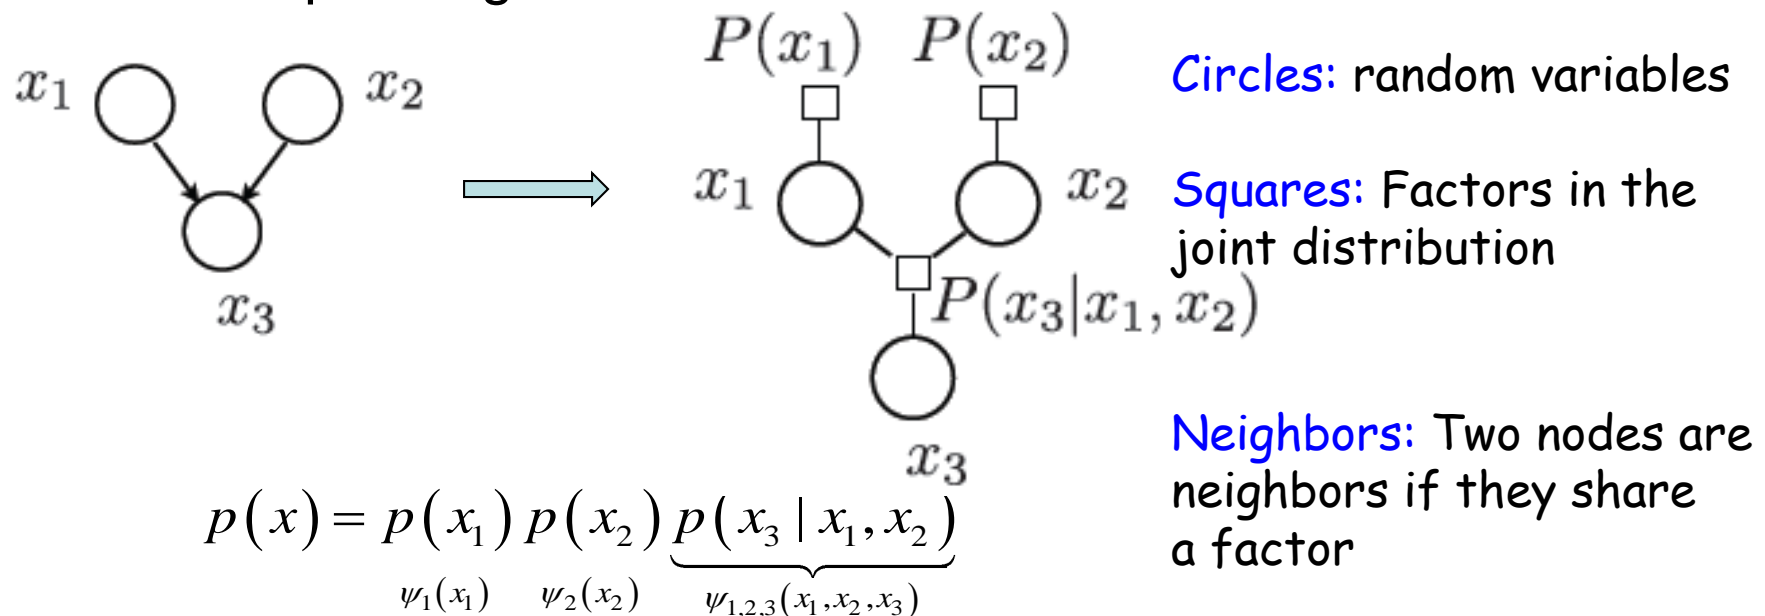 x₁
x₂
x₃
P(x₁) P(x₂)
x₁
x₂
P(x₃|x₁, x₂)
x₃
p(x) = p(x₁) p(x₂) p(x₃ | x₁, x₂)
ψ₁(x₁) ψ₂(x₂) ψ₁,₂,₃(x₁, x₂, x₃)
Circles: random variables
Squares: Factors in the
joint distribution
Neighbors: Two nodes are
neighbors if they share
a factor